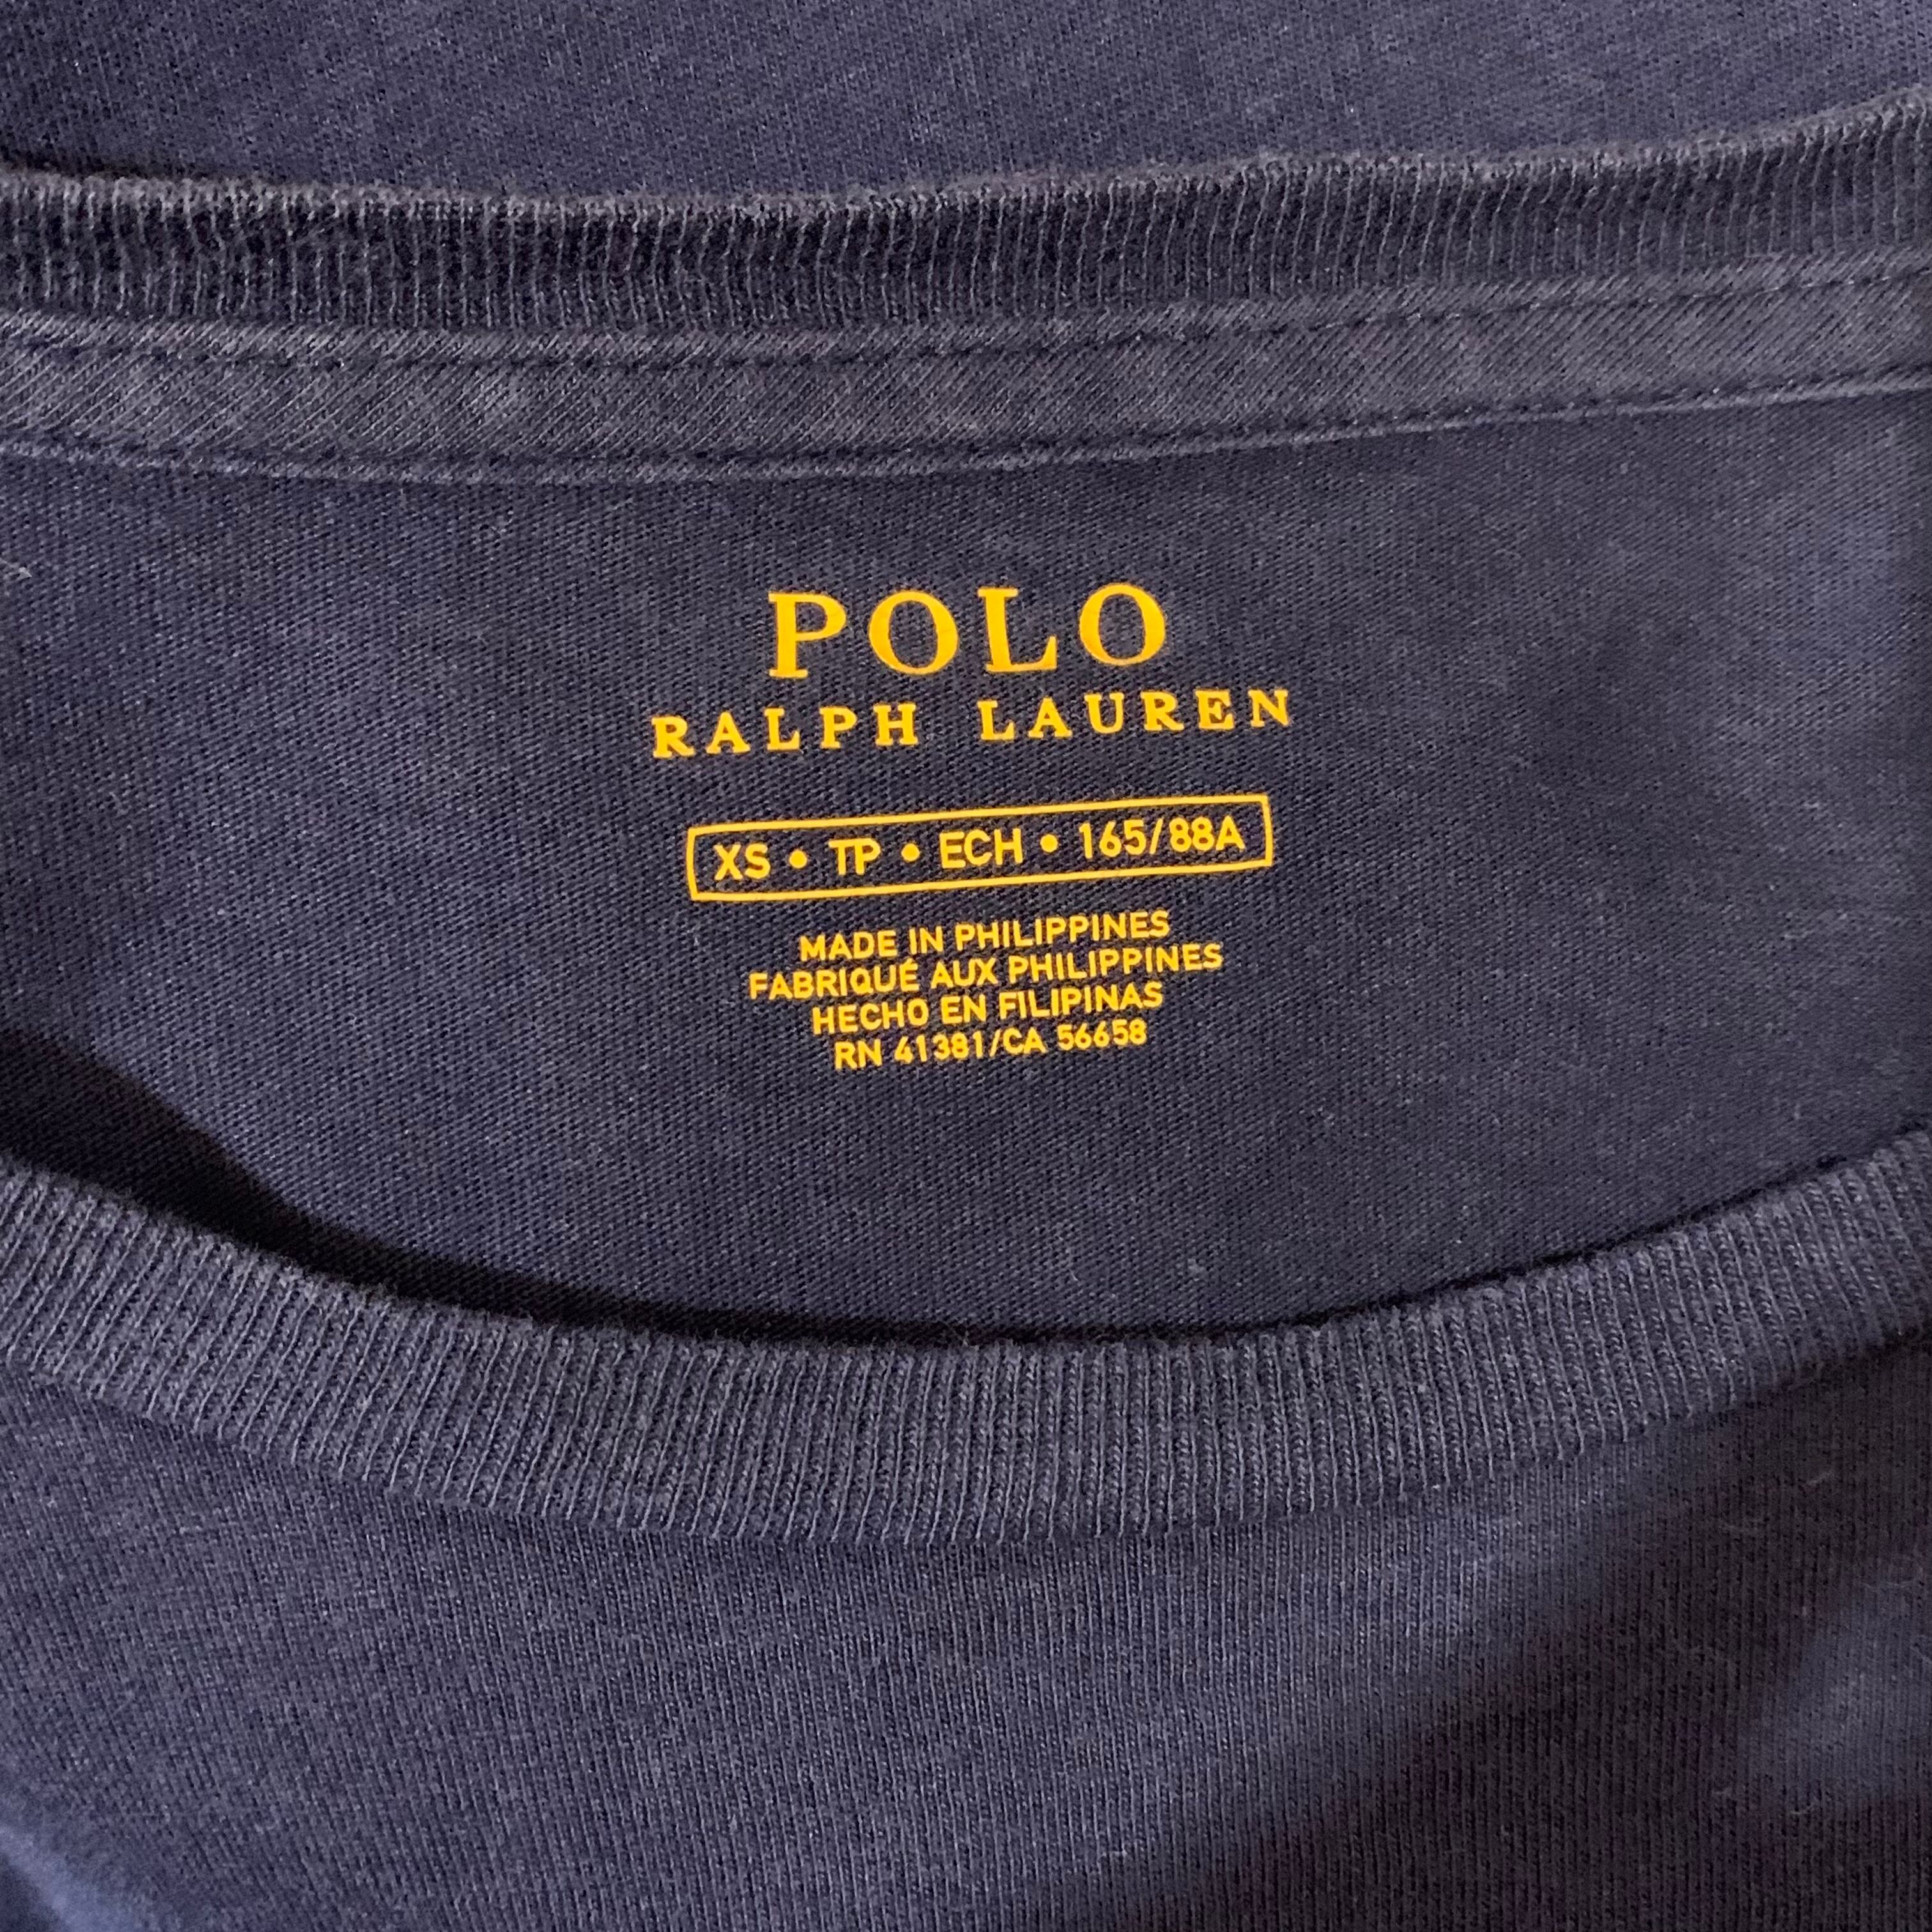 POLO
RALPH LAUREN
XS • TP • ECH • 165/88A
MADE IN PHILIPPINES
FABRIQUÉ AUX PHILIPPINES
HECHO EN FILIPINAS
RN 41381/CA 56658